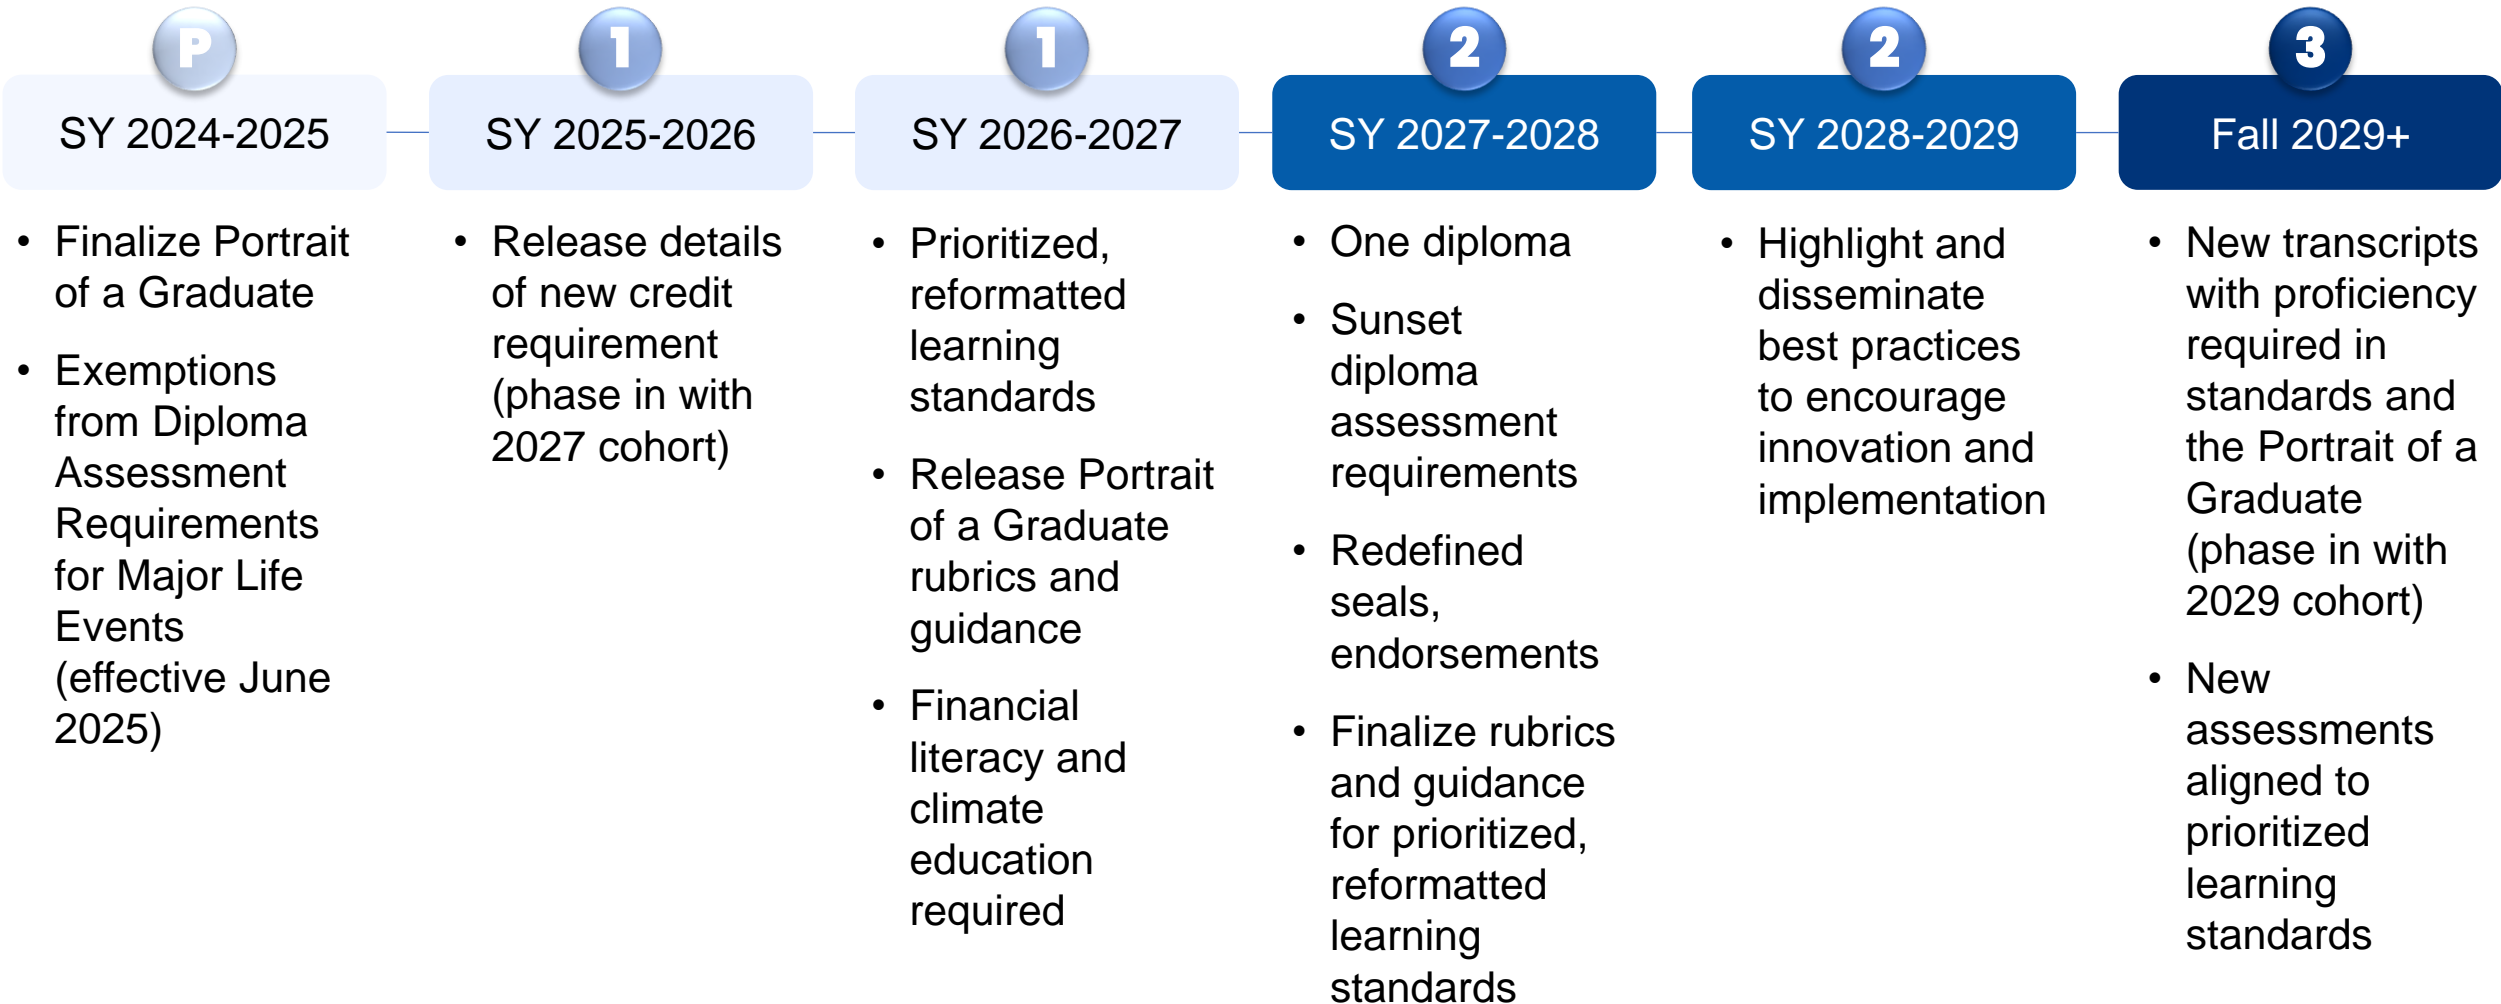 P
SY 2024-2025
• Finalize Portrait
of a Graduate
• Exemptions
from Diploma
Assessment
Requirements
for Major Life
Events
(effective June
2025)
1
SY 2025-2026
• Release details
of new credit
requirement
(phase in with
2027 cohort)
1
SY 2026-2027
• Prioritized,
reformatted
learning
standards
• Release Portrait
of a Graduate
rubrics and
guidance
• Financial
literacy and
climate
education
required
2
SY 2027-2028
• One diploma
• Sunset
diploma
assessment
requirements
• Redefined
seals,
endorsements
• Finalize rubrics
and guidance
for prioritized,
reformatted
learning
standards
2
SY 2028-2029
• Highlight and
disseminate
best practices
to encourage
innovation and
implementation
3
Fall 2029+
• New transcripts
with proficiency
required in
standards and
the Portrait of a
Graduate
(phase in with
2029 cohort)
• New
assessments
aligned to
prioritized
learning
standards